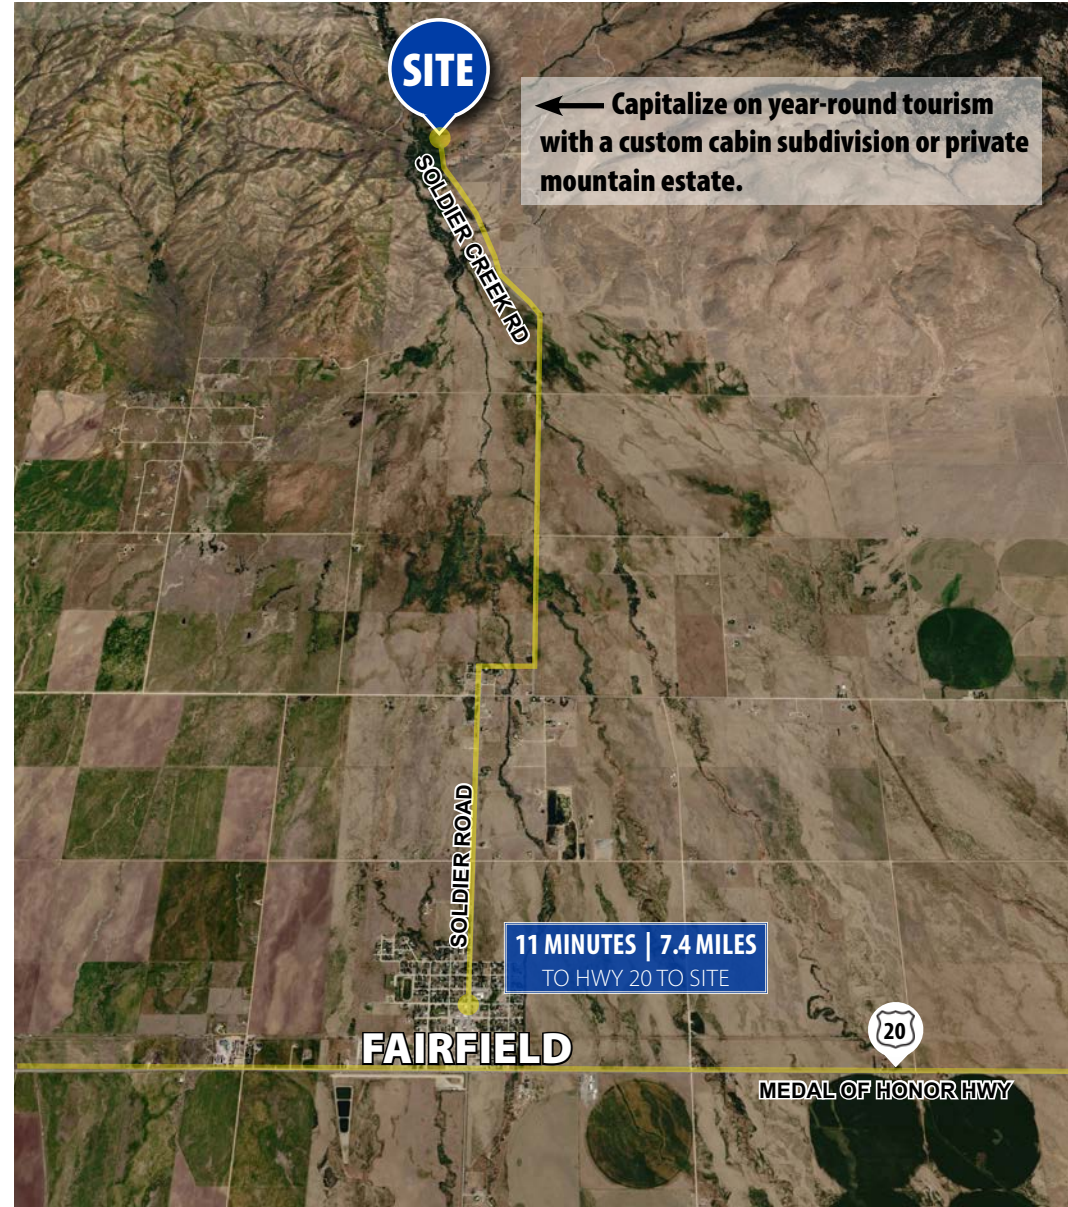 SITE
Capitalize on year-round tourism
with a custom cabin subdivision or private
mountain estate.
SOLDIER CREEK RD
SOLDIER ROAD
11 MINUTES | 7.4 MILES
TO HWY 20 TO SITE
FAIRFIELD
20
MEDAL OF HONOR HWY